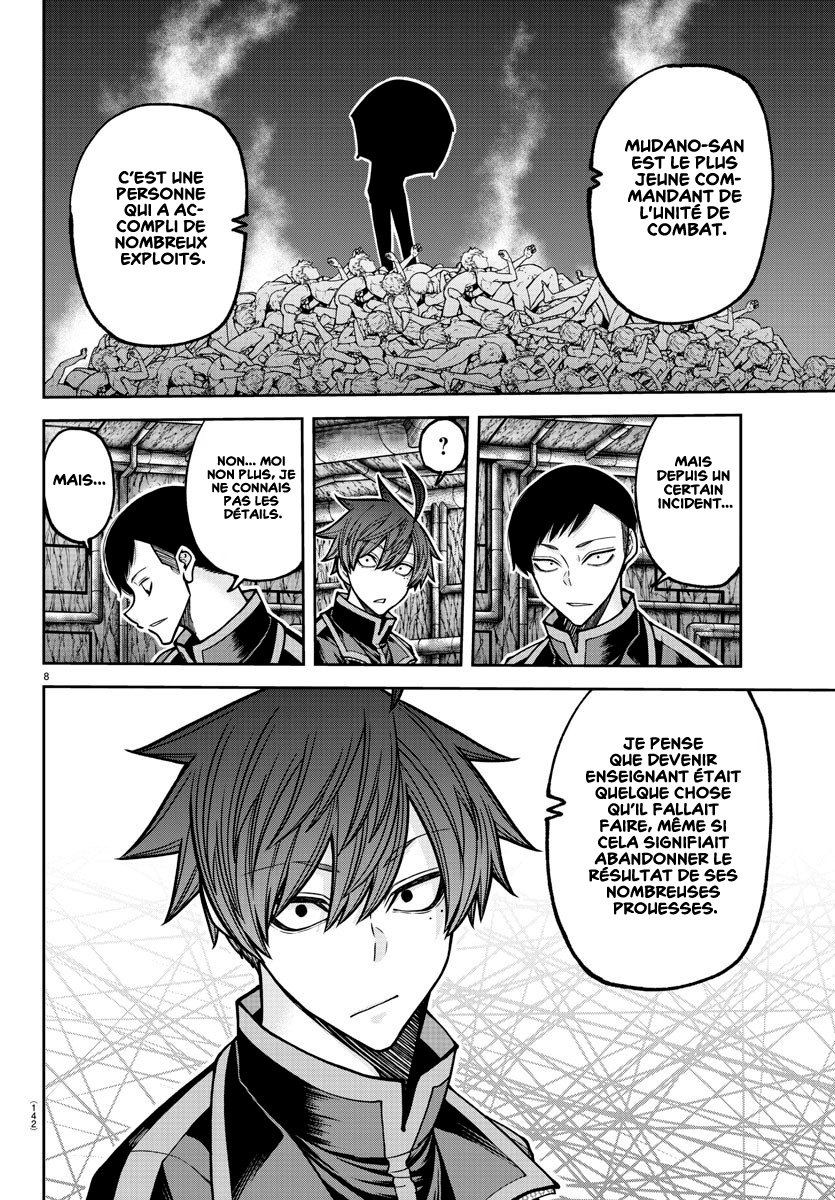 MUDANO-SAN
EST LE PLUS
JEUNE COM-
MANDANT DE
L'UNITÉ DE
COMBAT.
C'EST UNE
PERSONNE
QUI A AC-
COMPLI DE
NOMBREUX
EXPLOITS.
MAIS
DEPUIS UN
CERTAIN
INCIDENT...
?
NON... MOI
NON PLUS, JE
NE CONNAIS
PAS LES
DÉTAILS.
MAIS...
8
JE PENSE
QUE DEVENIR
ENSEIGNANT ÉTAIT
QUELQUE CHOSE
QU'IL FALLAIT
FAIRE, MÊME SI
CELA SIGNIFIAIT
ABANDONNER LE
RÉSULTAT DE SES
NOMBREUSES
PROUESSES.
(142)